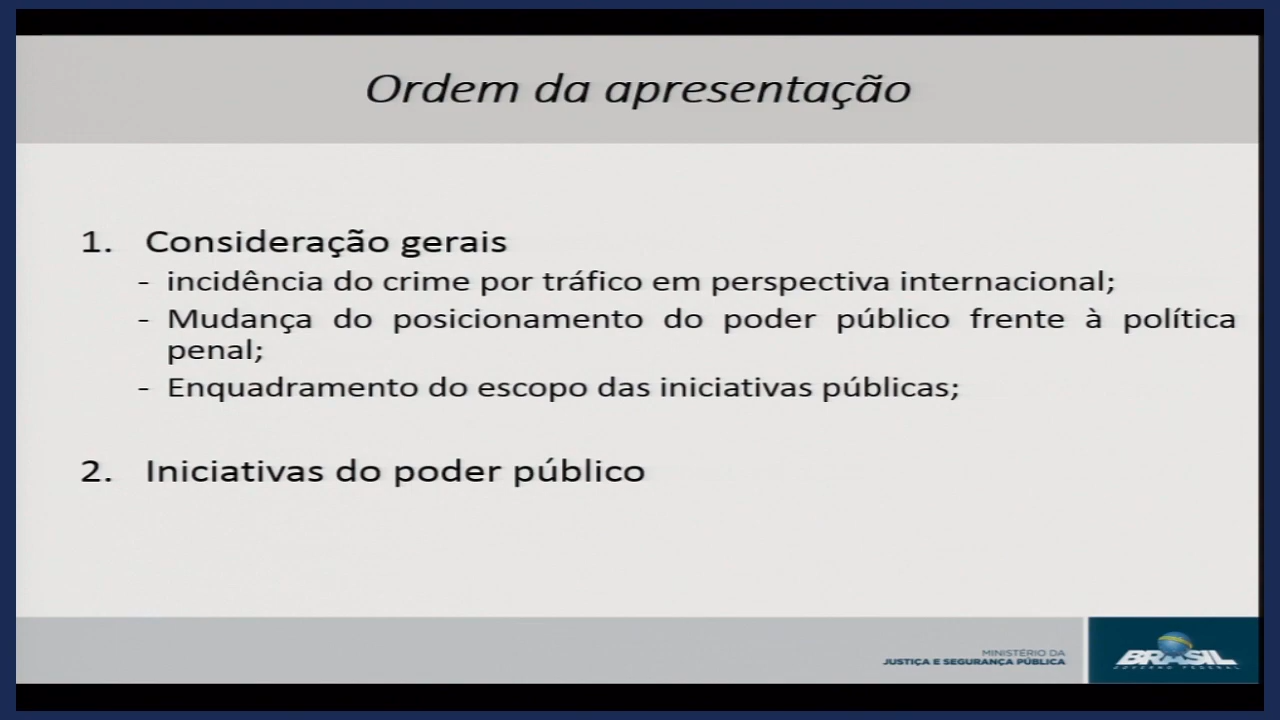 Ordem da apresentação
1. Consideração gerais
- incidência do crime por tráfico em perspectiva internacional;
- Mudança do posicionamento do poder público frente à política
penal;
- Enquadramento do escopo das iniciativas públicas;
2. Iniciativas do poder público
MINISTÉRIO DA
JUSTIÇA E SEGURANÇA PÚBLICA
BRASIL
GOVERNO FEDERAL